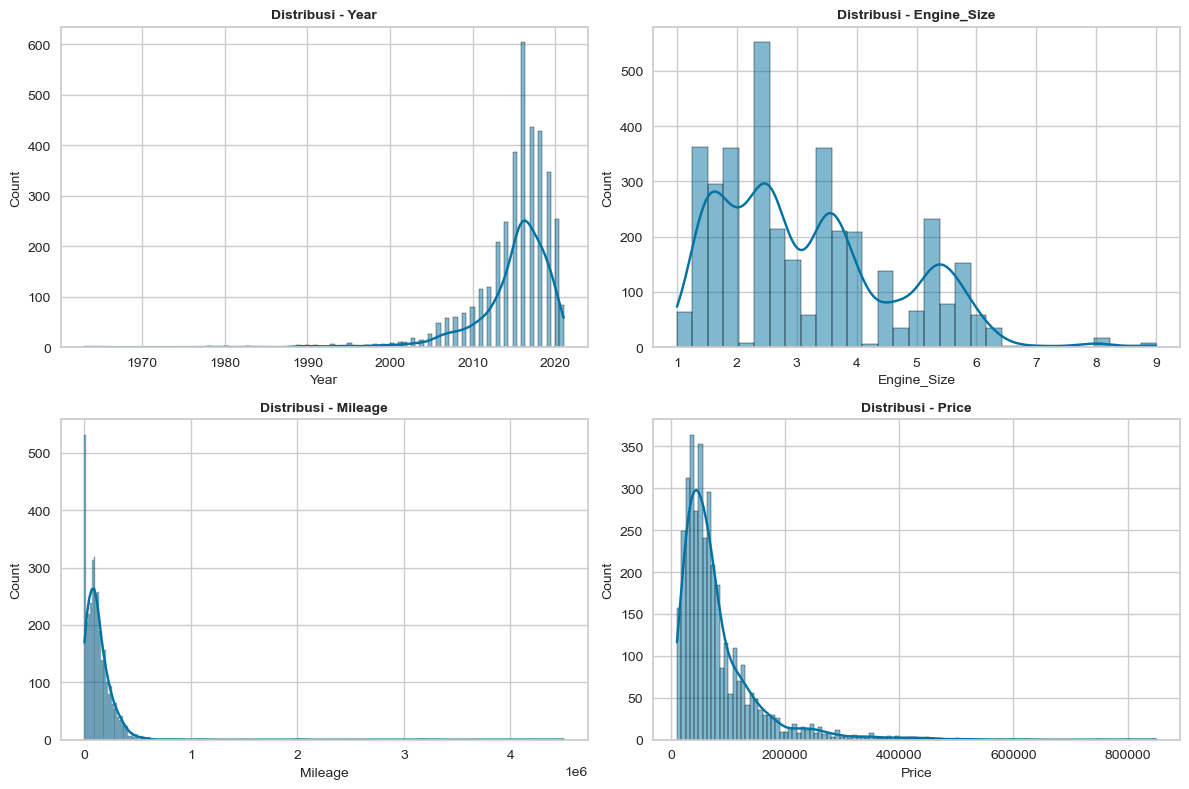 Distribusi - Year
600
500
400
300
200
100
0
Count
1970 1980 1990 2000 2010 2020
Year
Distribusi - Engine_Size
500
400
300
200
100
0
Count
1 2 3 4 5 6 7 8 9
Engine_Size
Distribusi - Mileage
500
400
300
200
100
0
Count
0 1 2 3 4
1e6
Mileage
Distribusi - Price
350
300
250
200
150
100
50
0
Count
0 200000 400000 600000 800000
Price